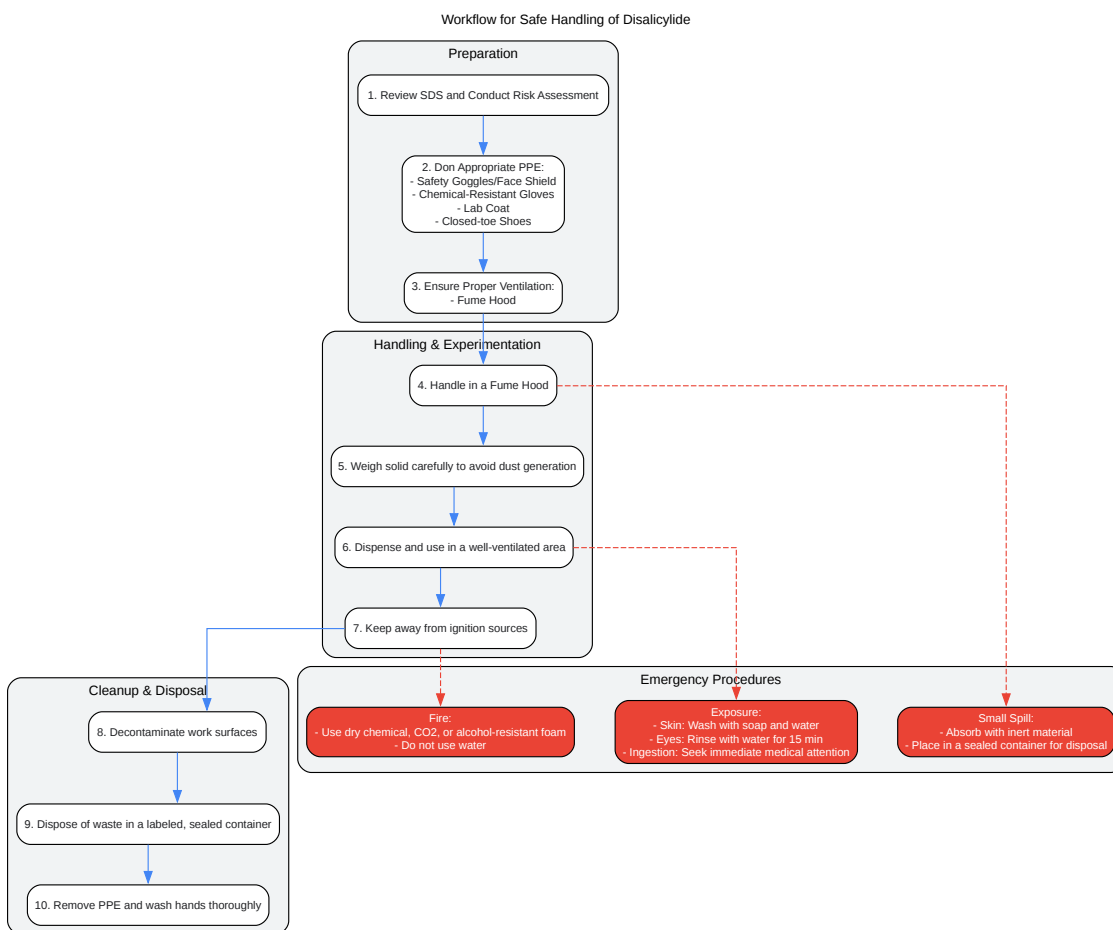 Workflow for Safe Handling of Disalicylide
Preparation
1. Review SDS and Conduct Risk Assessment
2. Don Appropriate PPE:
- Safety Goggles/Face Shield
- Chemical-Resistant Gloves
- Lab Coat
- Closed-toe Shoes
3. Ensure Proper Ventilation:
- Fume Hood
Handling & Experimentation
4. Handle in a Fume Hood
5. Weigh solid carefully to avoid dust generation
6. Dispense and use in a well-ventilated area
7. Keep away from ignition sources
Cleanup & Disposal
8. Decontaminate work surfaces
9. Dispose of waste in a labeled, sealed container
10. Remove PPE and wash hands thoroughly
Emergency Procedures
Fire:
- Use dry chemical, CO2, or alcohol-resistant foam
- Do not use water
Exposure:
- Skin: Wash with soap and water
- Eyes: Rinse with water for 15 min
- Ingestion: Seek immediate medical attention
Small Spill:
- Absorb with inert material
- Place in a sealed container for disposal